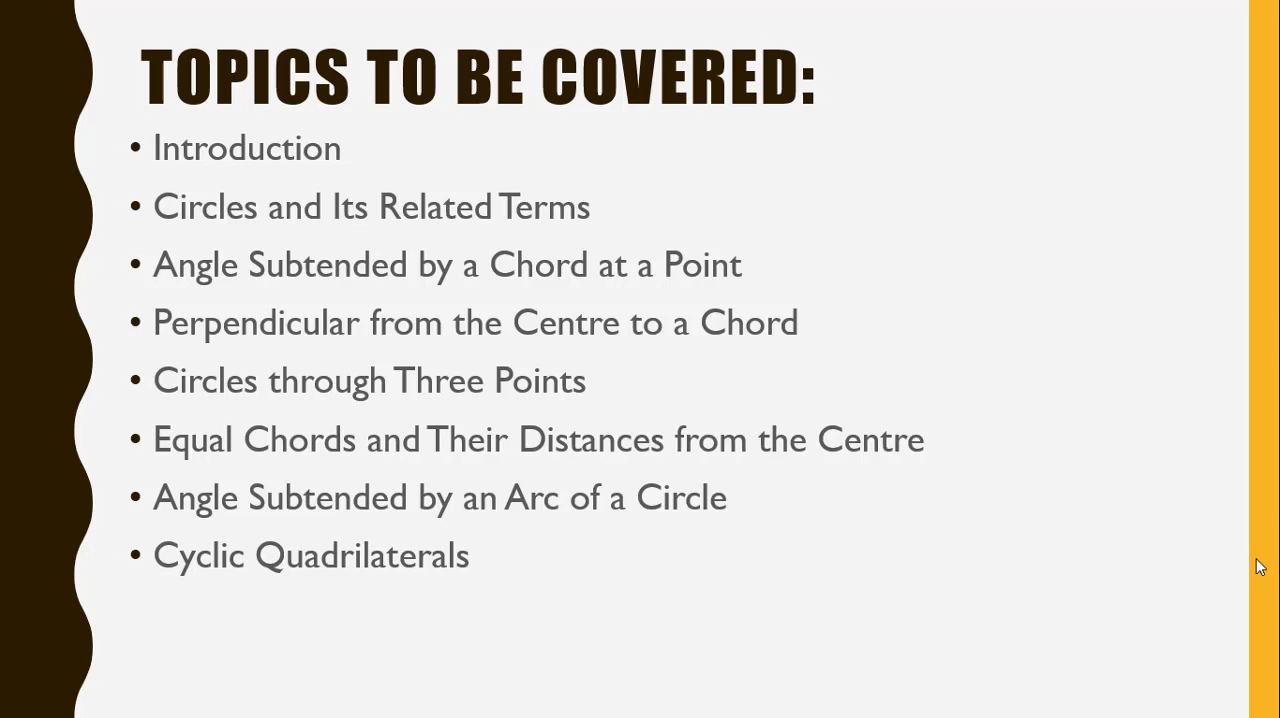 TOPICS TO BE COVERED:
• Introduction
• Circles and Its Related Terms
• Angle Subtended by a Chord at a Point
• Perpendicular from the Centre to a Chord
• Circles through Three Points
• Equal Chords and Their Distances from the Centre
• Angle Subtended by an Arc of a Circle
• Cyclic Quadrilaterals